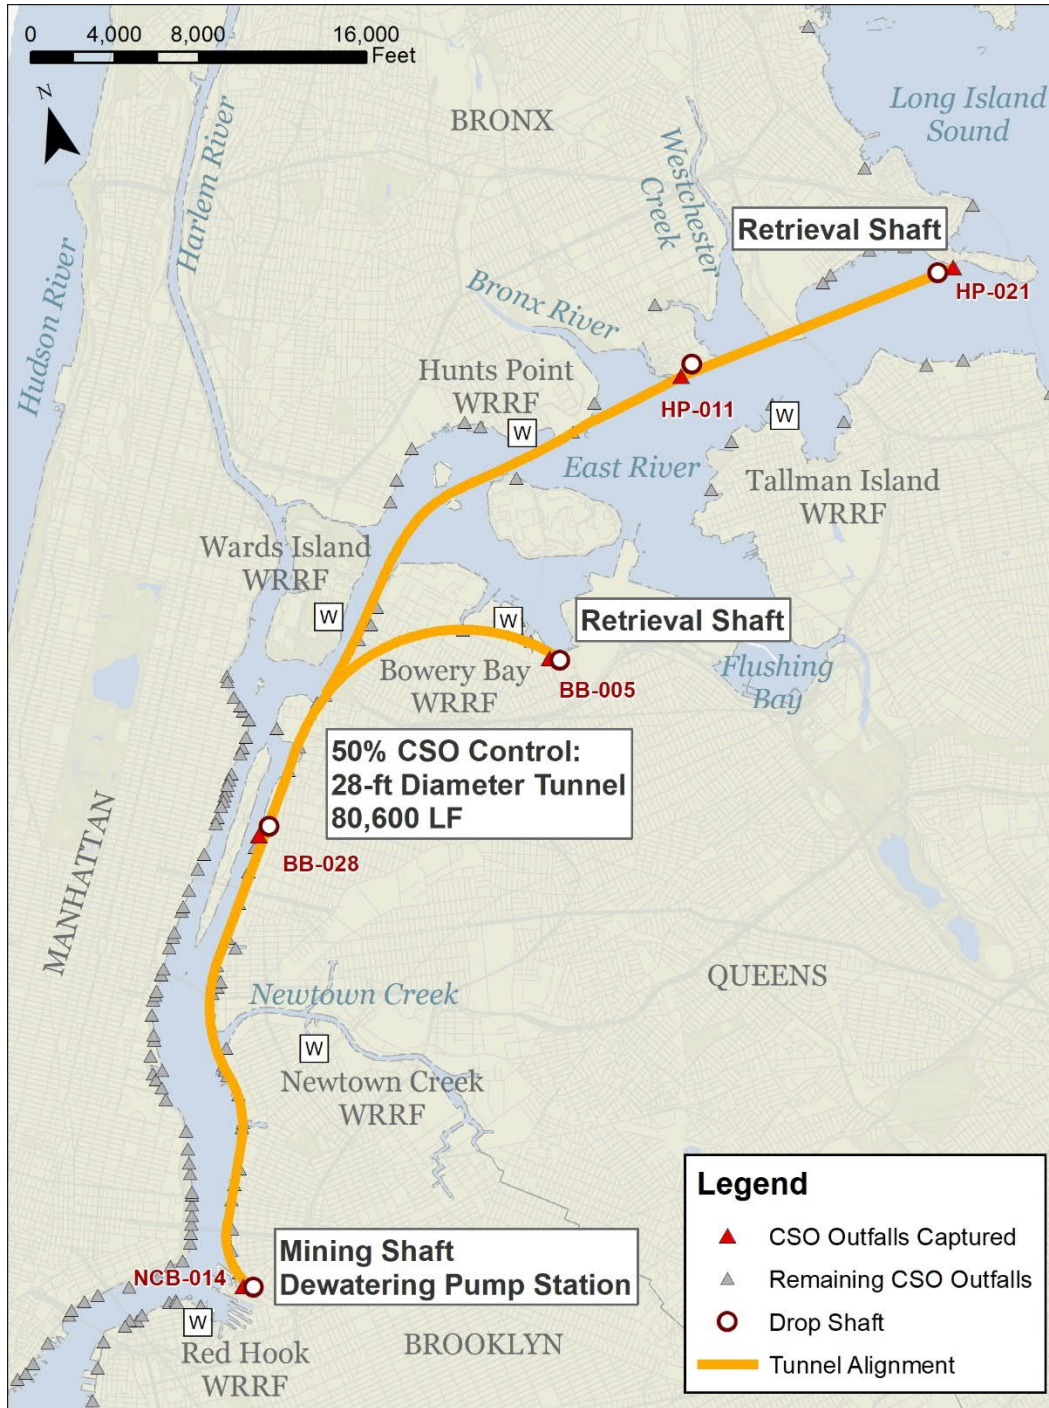 0 4,000 8,000 16,000
Feet
N
BRONX
Long Island
Sound
Harlem River
Westchester
Creek
Retrieval Shaft
Hudson River
HP-021
Bronx River
Hunts Point
WRRF
HP-011
W
W
East River
Tallman Island
WRRF
Wards Island
WRRF
W
W
Retrieval Shaft
Bowery Bay
WRRF
BB-005
Flushing
Bay
50% CSO Control:
28-ft Diameter Tunnel
80,600 LF
MANHATTAN
BB-028
QUEENS
Newtown Creek
W
Newtown Creek
WRRF
Mining Shaft
Dewatering Pump Station
NCB-014
W
Red Hook
WRRF
BROOKLYN
Legend
CSO Outfalls Captured
Remaining CSO Outfalls
Drop Shaft
Tunnel Alignment